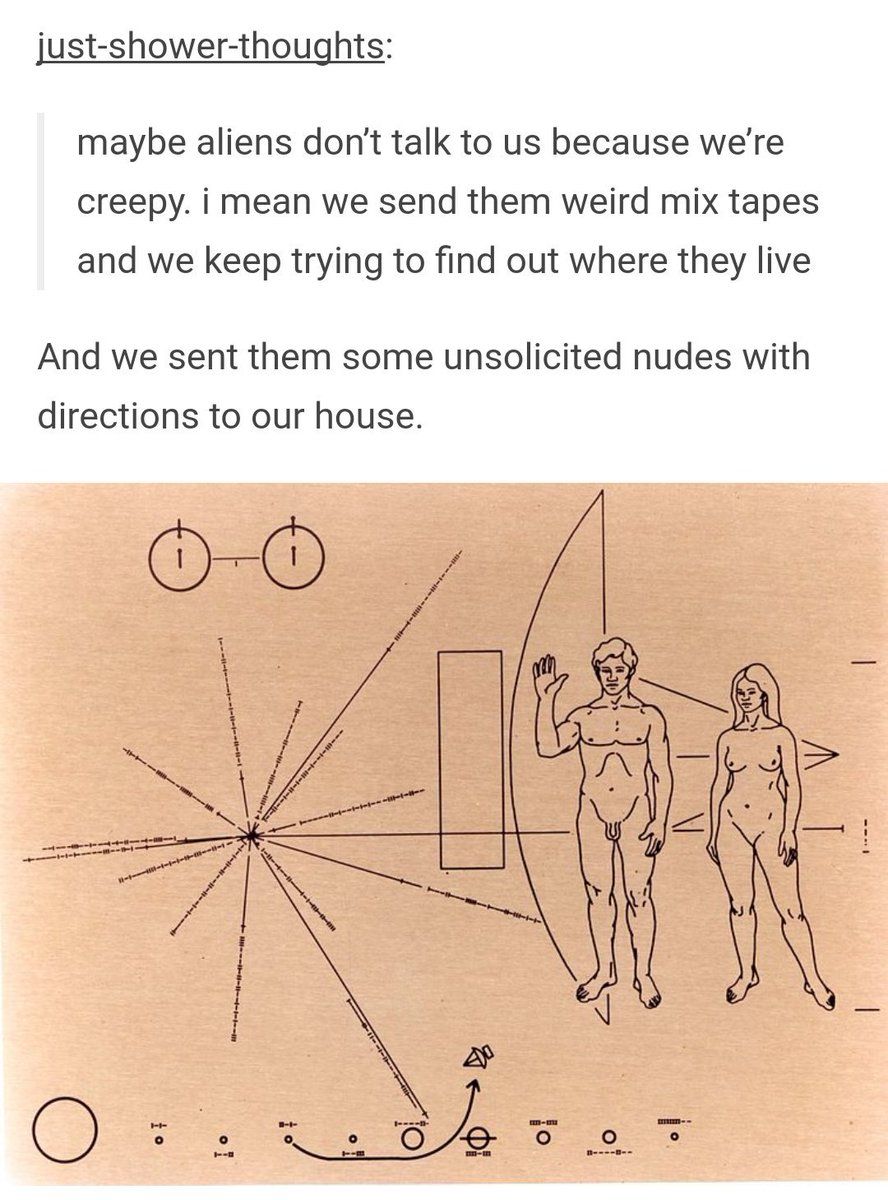 just-shower-thoughts:
maybe aliens don’t talk to us because we’re
creepy. i mean we send them weird mix tapes
and we keep trying to find out where they live
And we sent them some unsolicited nudes with
directions to our house.